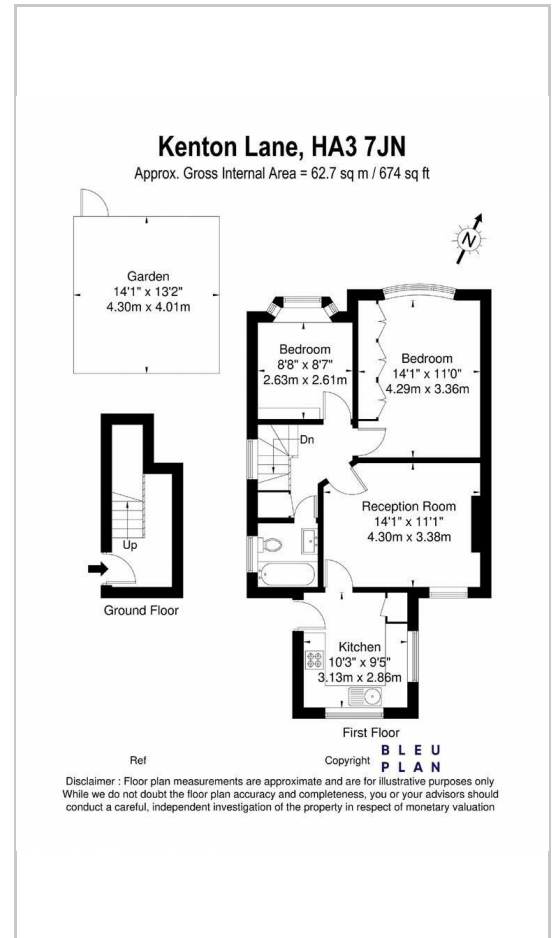 Kenton Lane, HA3 7JN
Approx. Gross Internal Area = 62.7 sq m / 674 sq ft
N
Garden
14'1" x 13'2"
4.30m x 4.01m
Bedroom
8'8" x 8'7"
2.63m x 2.61m
Bedroom
14'1" x 11'0"
4.29m x 3.36m
Dn
Reception Room
14'1" x 11'1"
4.30m x 3.38m
Up
Ground Floor
Kitchen
10'3" x 9'5"
3.13m x 2.86m
First Floor
Ref
Copyright
BLEU
PLAN
Disclaimer : Floor plan measurements are approximate and are for illustrative purposes only
While we do not doubt the floor plan accuracy and completeness, you or your advisors should
conduct a careful, independent investigation of the property in respect of monetary valuation